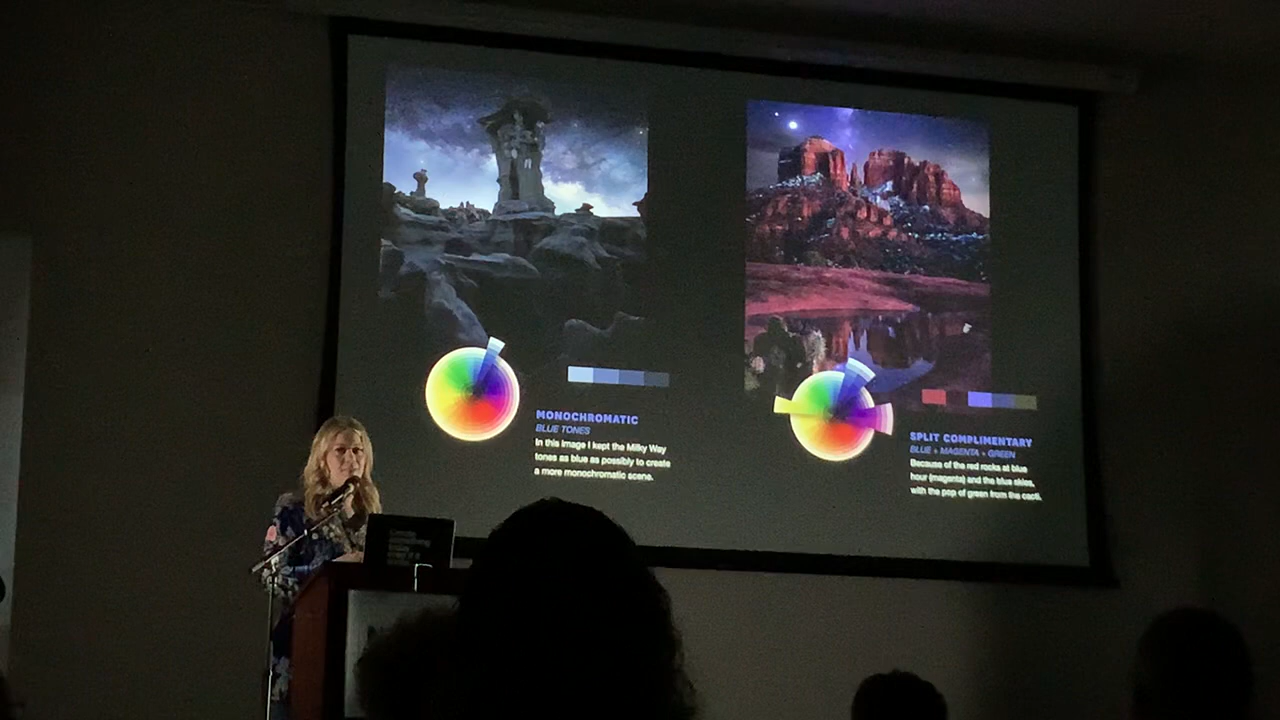 MONOCHROMATIC
BLUE TONES
In this image I kept the Milky Way
tones as blue as possibly to create
a more monochromatic scene.
SPLIT COMPLIMENTARY
BLUE + MAGENTA + GREEN
Because of the red rocks at blue
hour (magenta) and the blue skies,
with the pop of green from the cacti.